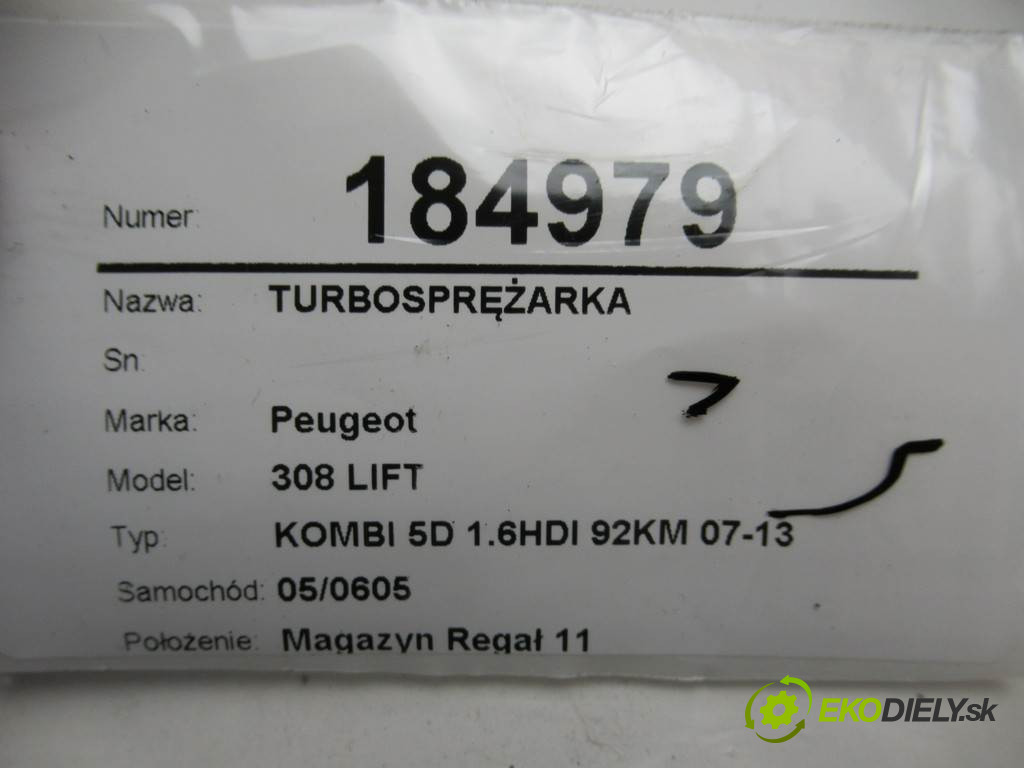 Numer: 184979
Nazwa: TURBOSPRĘŻARKA
Sn.
Marka: Peugeot
Model: 308 LIFT
Typ: KOMBI 5D 1.6HDI 92KM 07-13
Samochód: 05/0605
Położenie: Magazyn Regał 11
EKODIELY.sk